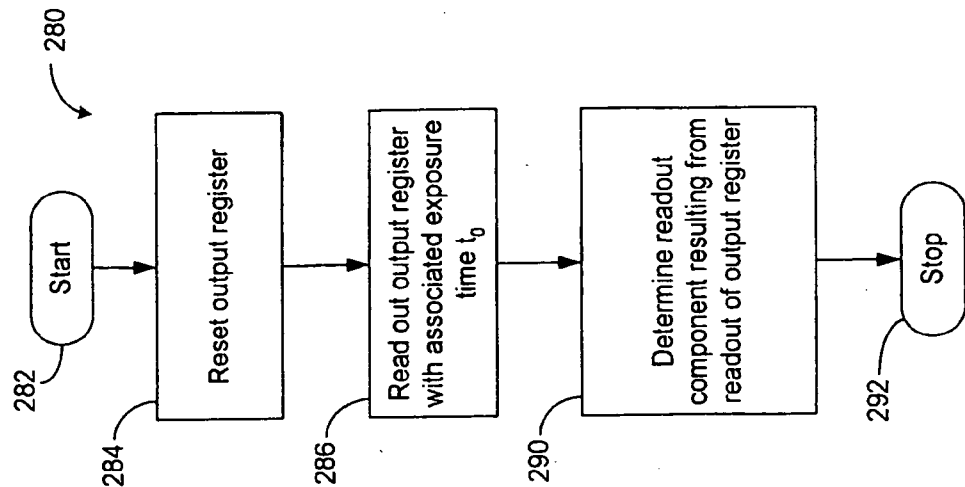 280
282
Start
284
Reset output register
286
Read out output register
with associated exposure
time t₀
290
Determine readout
component resulting from
readout of output register
292
Stop